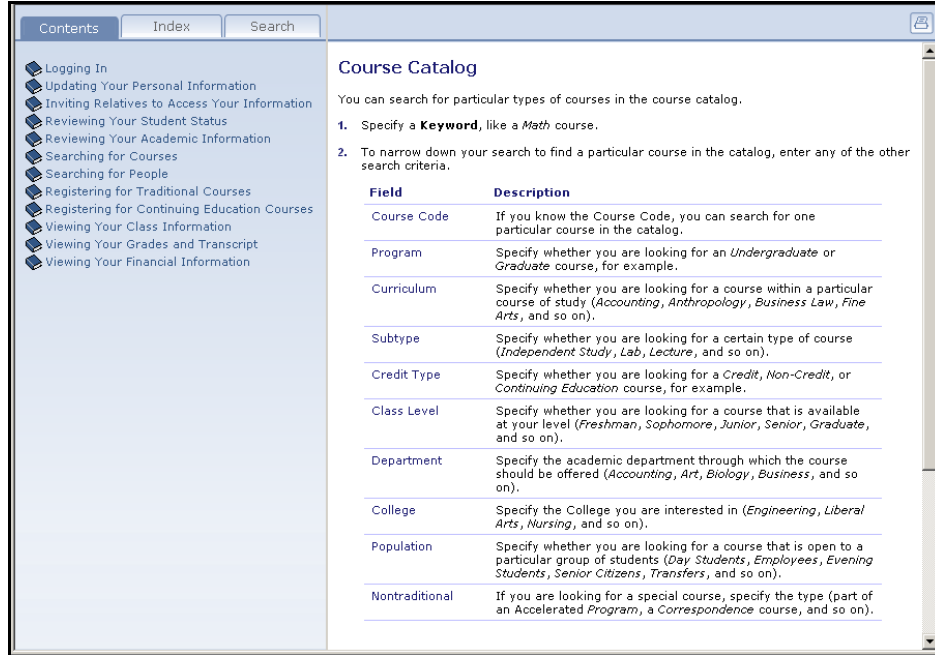 Contents
Index
Search
Logging In
Updating Your Personal Information
Inviting Relatives to Access Your Information
Reviewing Your Student Status
Reviewing Your Academic Information
Searching for Courses
Searching for People
Registering for Traditional Courses
Registering for Continuing Education Courses
Viewing Your Class Information
Viewing Your Grades and Transcript
Viewing Your Financial Information
Course Catalog
You can search for particular types of courses in the course catalog.
1. Specify a Keyword, like a Math course.
2. To narrow down your search to find a particular course in the catalog, enter any of the other
search criteria.
Field Description
Course Code If you know the Course Code, you can search for one
particular course in the catalog.
Program Specify whether you are looking for an Undergraduate or
Graduate course, for example.
Curriculum Specify whether you are looking for a course within a particular
course of study (Accounting, Anthropology, Business Law, Fine
Arts, and so on).
Subtype Specify whether you are looking for a certain type of course
(Independent Study, Lab, Lecture, and so on).
Credit Type Specify whether you are looking for a Credit, Non-Credit, or
Continuing Education course, for example.
Class Level Specify whether you are looking for a course that is available
at your level (Freshman, Sophomore, Junior, Senior, Graduate,
and so on).
Department Specify the academic department through which the course
should be offered (Accounting, Art, Biology, Business, and so
on).
College Specify the College you are interested in (Engineering, Liberal
Arts, Nursing, and so on).
Population Specify whether you are looking for a course that is open to a
particular group of students (Day Students, Employees, Evening
Students, Senior Citizens, Transfers, and so on).
Nontraditional If you are looking for a special course, specify the type (part of
an Accelerated Program, a Correspondence course, and so on).